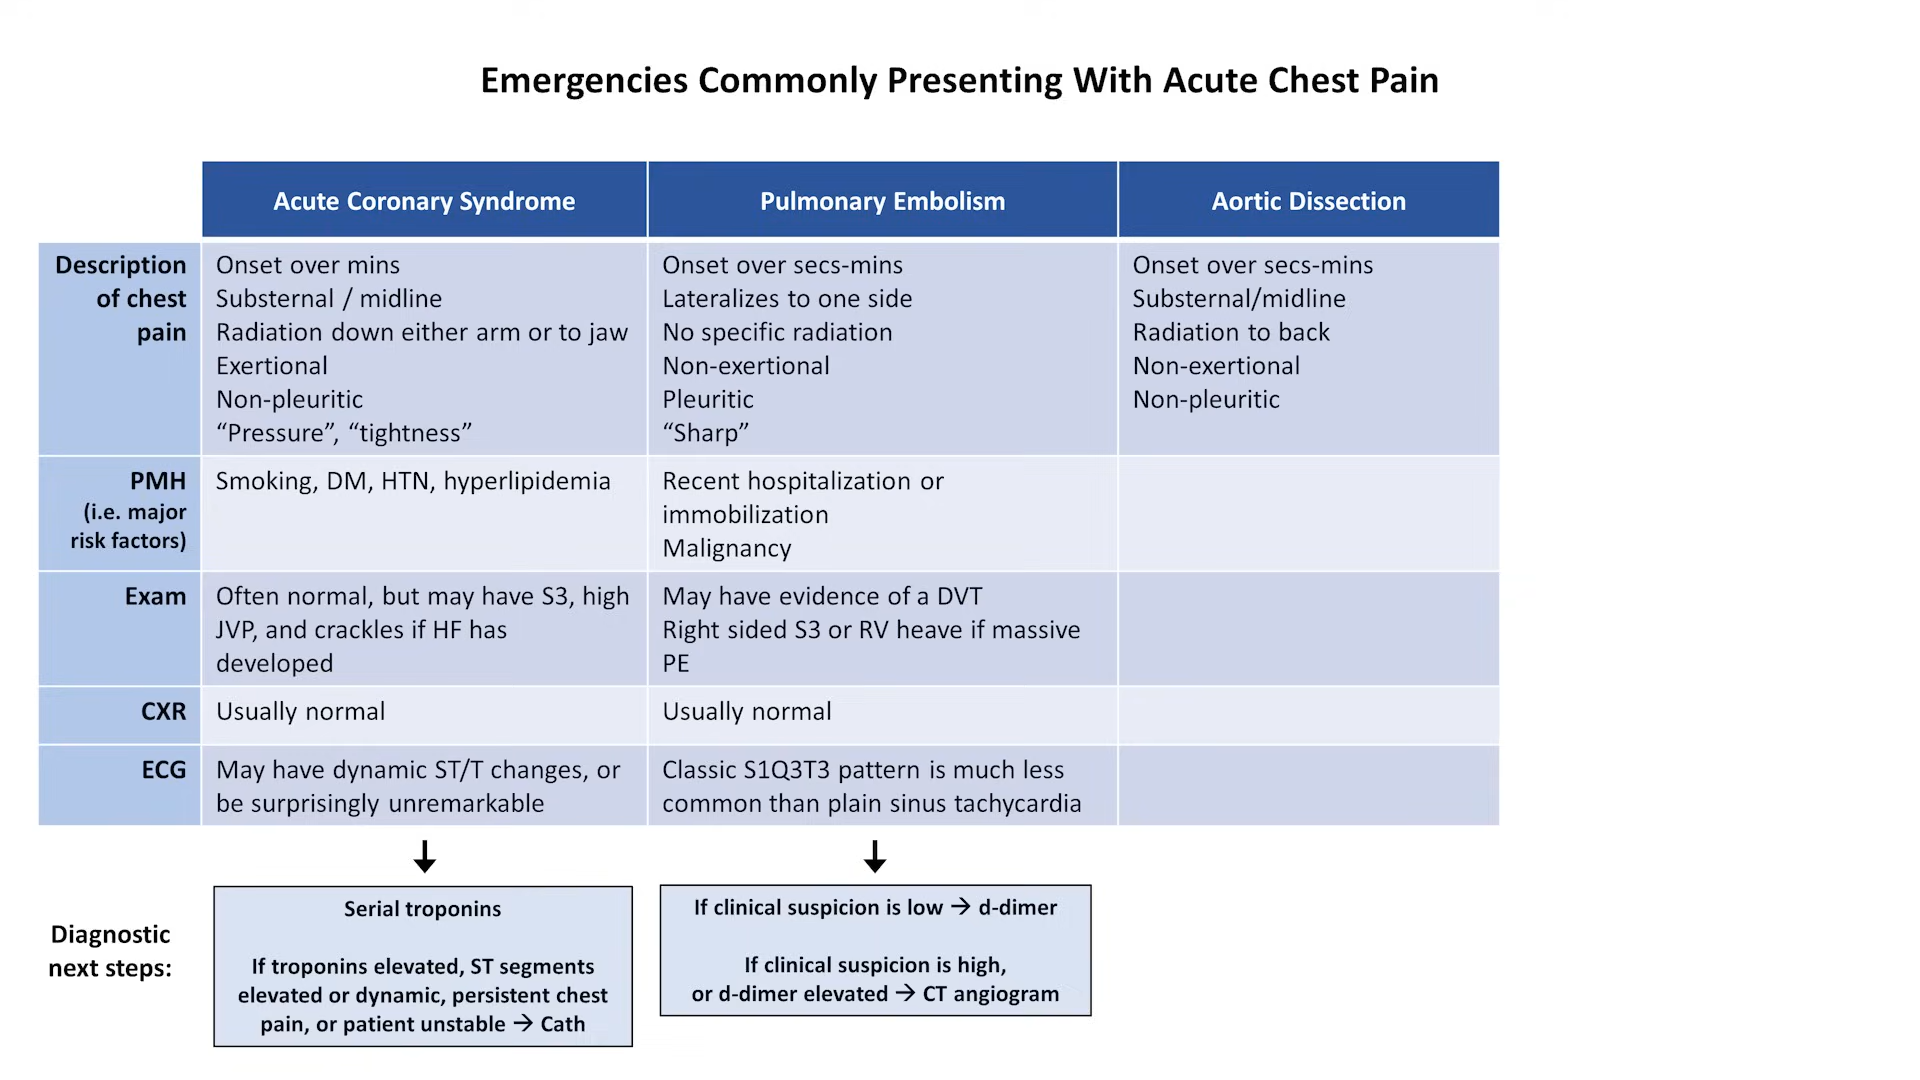 Emergencies Commonly Presenting With Acute Chest Pain
Acute Coronary Syndrome
Pulmonary Embolism
Aortic Dissection
Description
of chest
pain
Onset over mins
Substernal / midline
Radiation down either arm or to jaw
Exertional
Non-pleuritic
“Pressure”, “tightness”
Onset over secs-mins
Lateralizes to one side
No specific radiation
Non-exertional
Pleuritic
“Sharp”
Onset over secs-mins
Substernal/midline
Radiation to back
Non-exertional
Non-pleuritic
PMH
(i.e. major
risk factors)
Smoking, DM, HTN, hyperlipidemia
Recent hospitalization or
immobilization
Malignancy
Exam
Often normal, but may have S3, high
JVP, and crackles if HF has
developed
May have evidence of a DVT
Right sided S3 or RV heave if massive
PE
CXR
Usually normal
Usually normal
ECG
May have dynamic ST/T changes, or
be surprisingly unremarkable
Classic S1Q3T3 pattern is much less
common than plain sinus tachycardia
Diagnostic
next steps:
Serial troponins
If troponins elevated, ST segments
elevated or dynamic, persistent chest
pain, or patient unstable → Cath
If clinical suspicion is low → d-dimer
If clinical suspicion is high,
or d-dimer elevated → CT angiogram